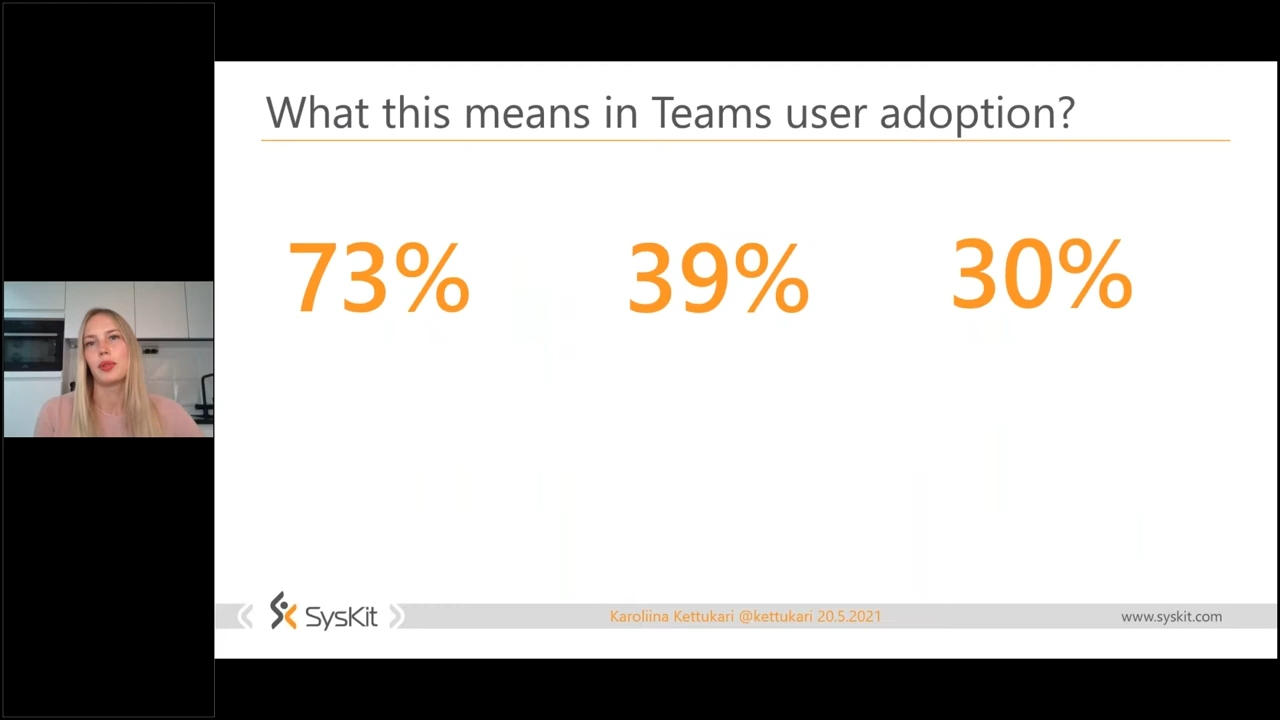 What this means in Teams user adoption?
73% 39% 30%
SysKit
Karoliina Kettukari @kettukari 20.5.2021
www.syskit.com